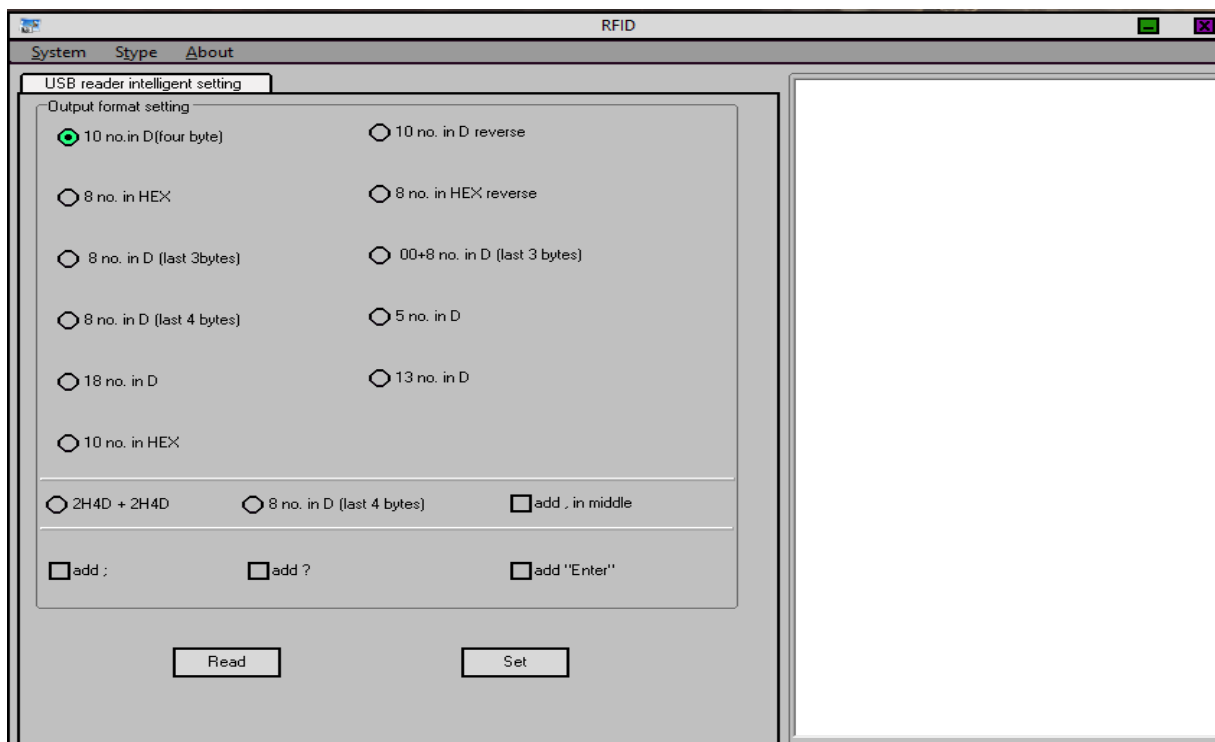 RFID
System Stype About
USB reader intelligent setting
Output format setting
10 no.in D(four byte) 10 no. in D reverse
8 no. in HEX 8 no. in HEX reverse
8 no. in D (last 3bytes) 00+8 no. in D (last 3 bytes)
8 no. in D (last 4 bytes) 5 no. in D
18 no. in D 13 no. in D
10 no. in HEX
2H4D + 2H4D 8 no. in D (last 4 bytes) add , in middle
add ; add ? add "Enter"
Read Set